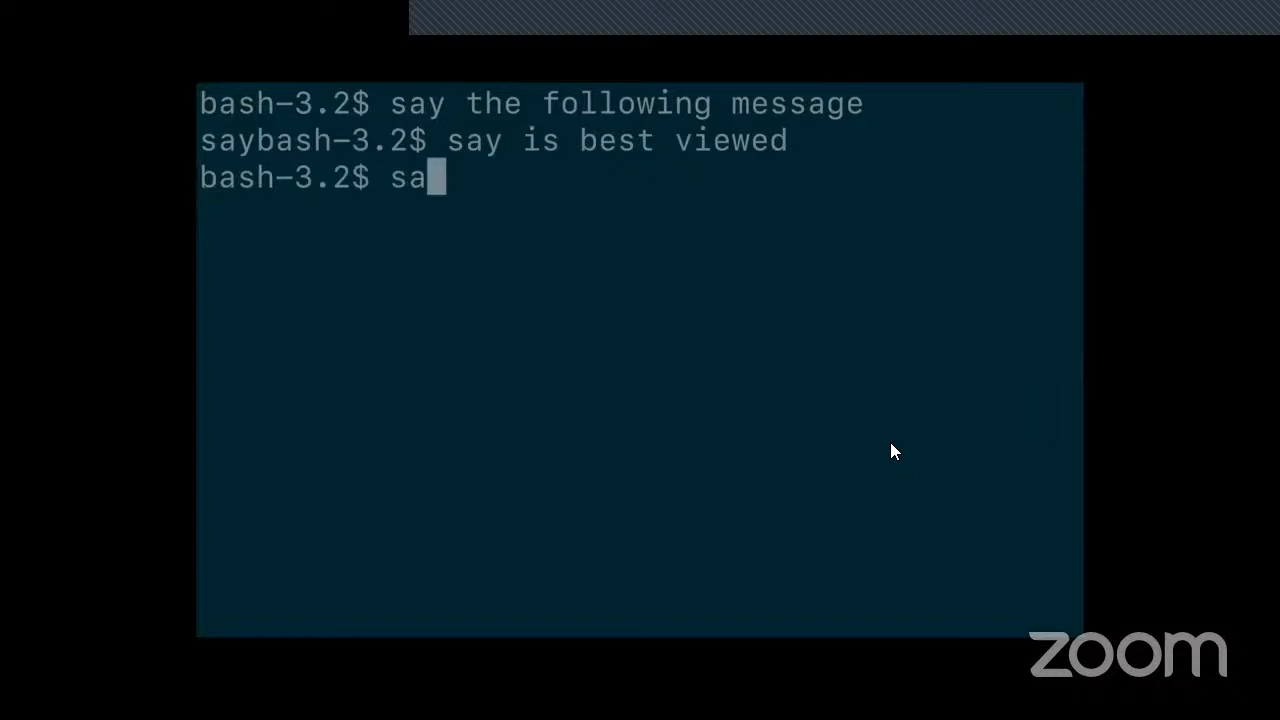 bash-3.2$ say the following message
saybash-3.2$ say is best viewed
bash-3.2$ sa
zoom